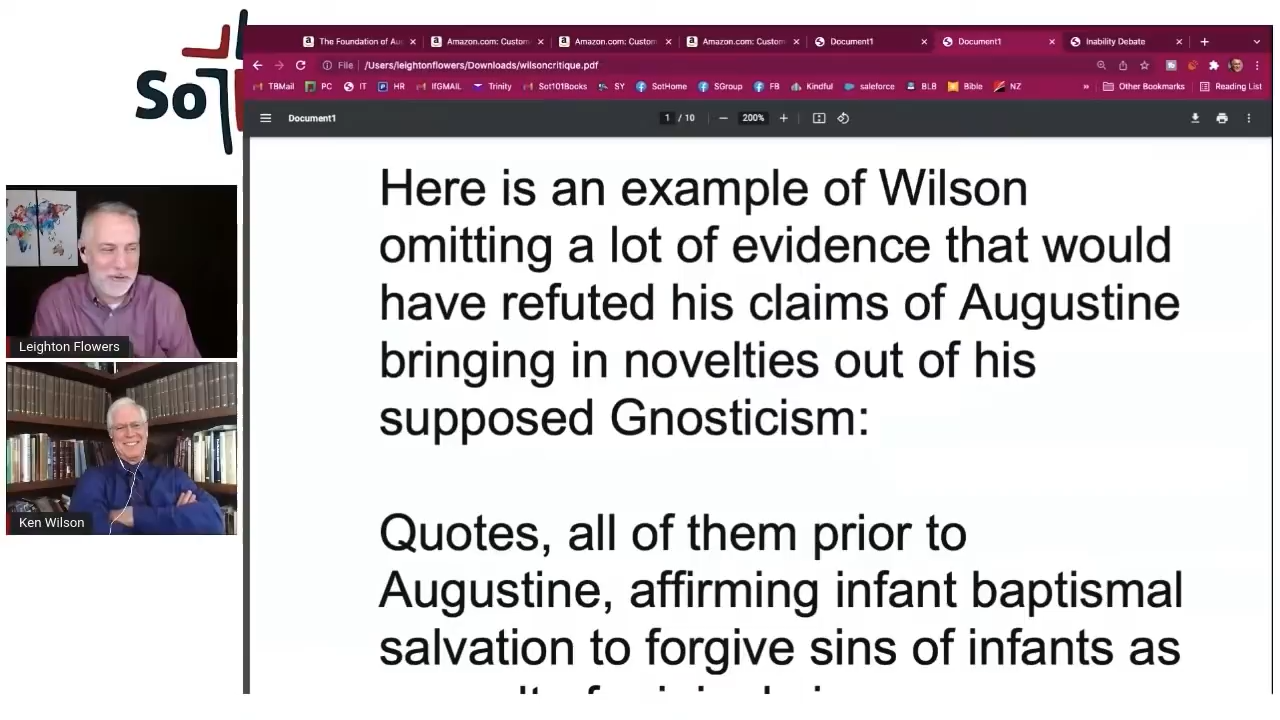 SoT
The Foundation of Au
Amazon.com: Custom
Amazon.com: Custom
Amazon.com: Custom
Document1
Document1
Inability Debate
File
/Users/leightonflowers/Downloads/wilsoncritique.pdf
TBMail
PC
IT
HR
IfGMAIL
Trinity
Sot101Books
SY
SotHome
SGroup
FB
Kindful
saleforce
BLB
Bible
NZ
»
Other Bookmarks
Reading List
Document1
1 / 10
200%
Here is an example of Wilson
omitting a lot of evidence that would
have refuted his claims of Augustine
bringing in novelties out of his
supposed Gnosticism:
Quotes, all of them prior to
Augustine, affirming infant baptismal
salvation to forgive sins of infants as
Leighton Flowers
Ken Wilson